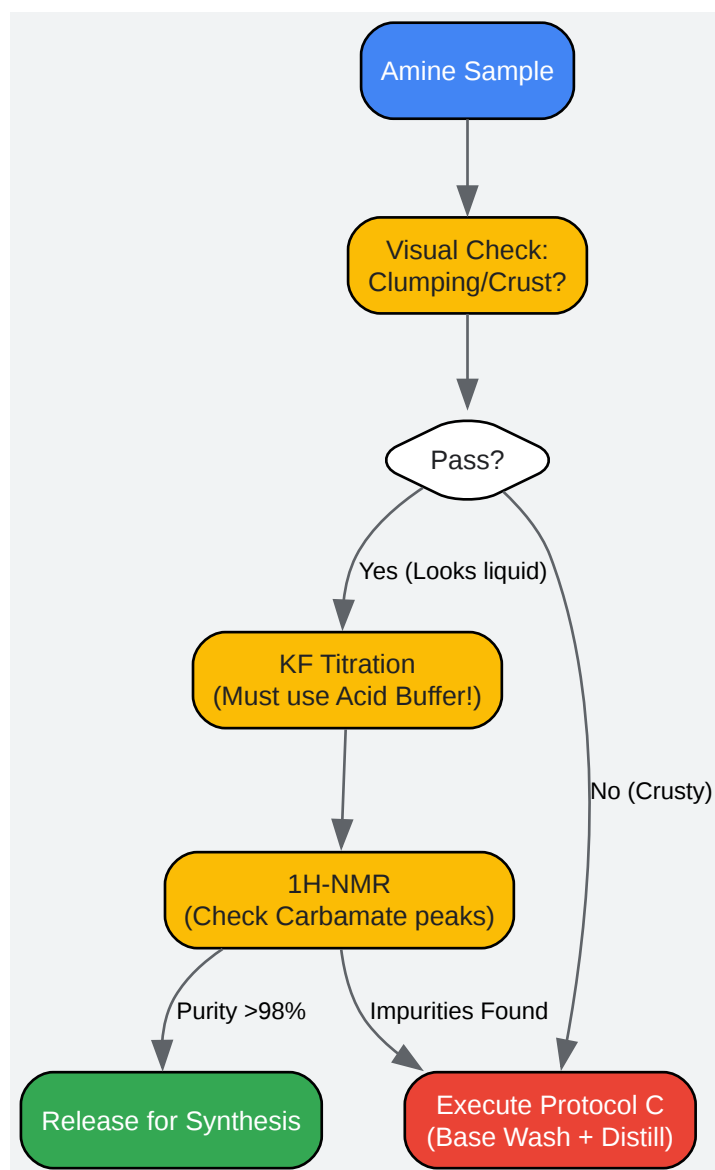 Amine Sample
Visual Check:
Clumping/Crust?
Pass?
Yes (Looks liquid)
KF Titration
(Must use Acid Buffer!)
No (Crusty)
1H-NMR
(Check Carbamate peaks)
Purity >98%
Impurities Found
Release for Synthesis
Execute Protocol C
(Base Wash + Distill)